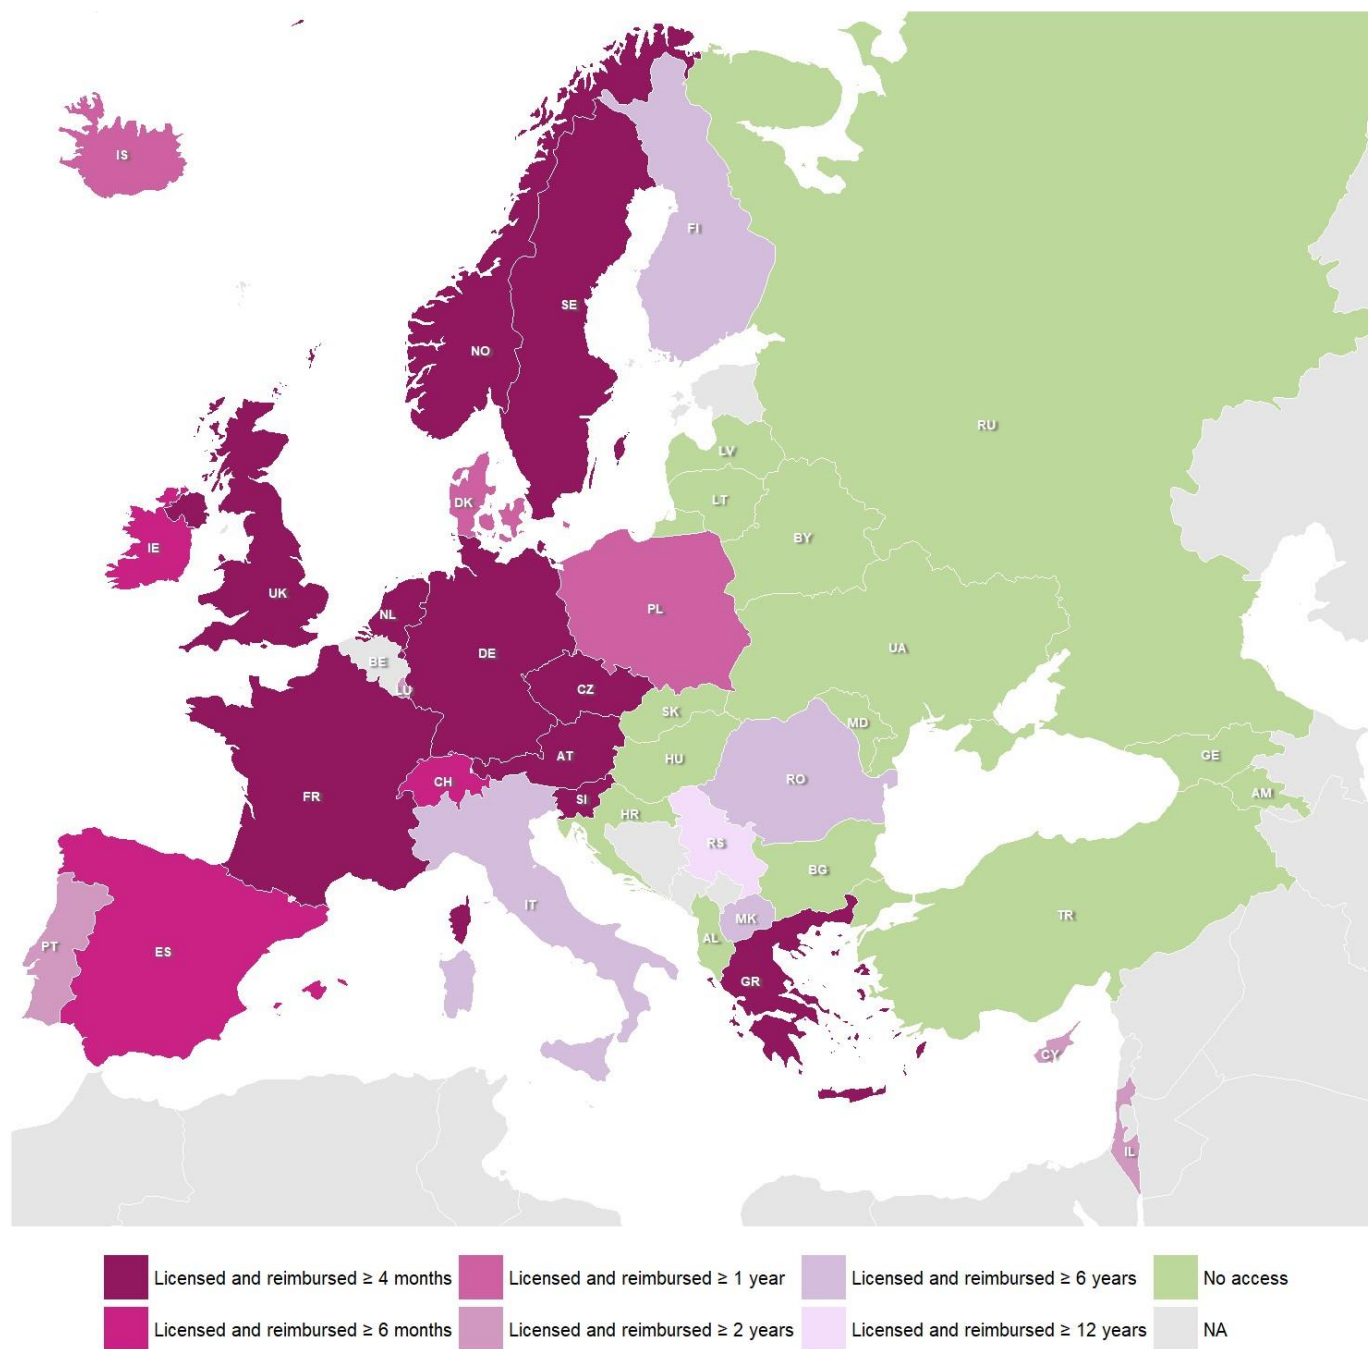 IS
FI
SE
NO
RU
LV
DK
LT
BY
IE
UK
NL
PL
DE
UA
BE
LU
CZ
SK
MD
AT
HU
GE
CH
RO
AM
FR
SI
HR
RS
BG
IT
MK
TR
PT
ES
AL
GR
CY
IL
Licensed and reimbursed ≥ 4 months Licensed and reimbursed ≥ 1 year Licensed and reimbursed ≥ 6 years No access
Licensed and reimbursed ≥ 6 months Licensed and reimbursed ≥ 2 years Licensed and reimbursed ≥ 12 years NA